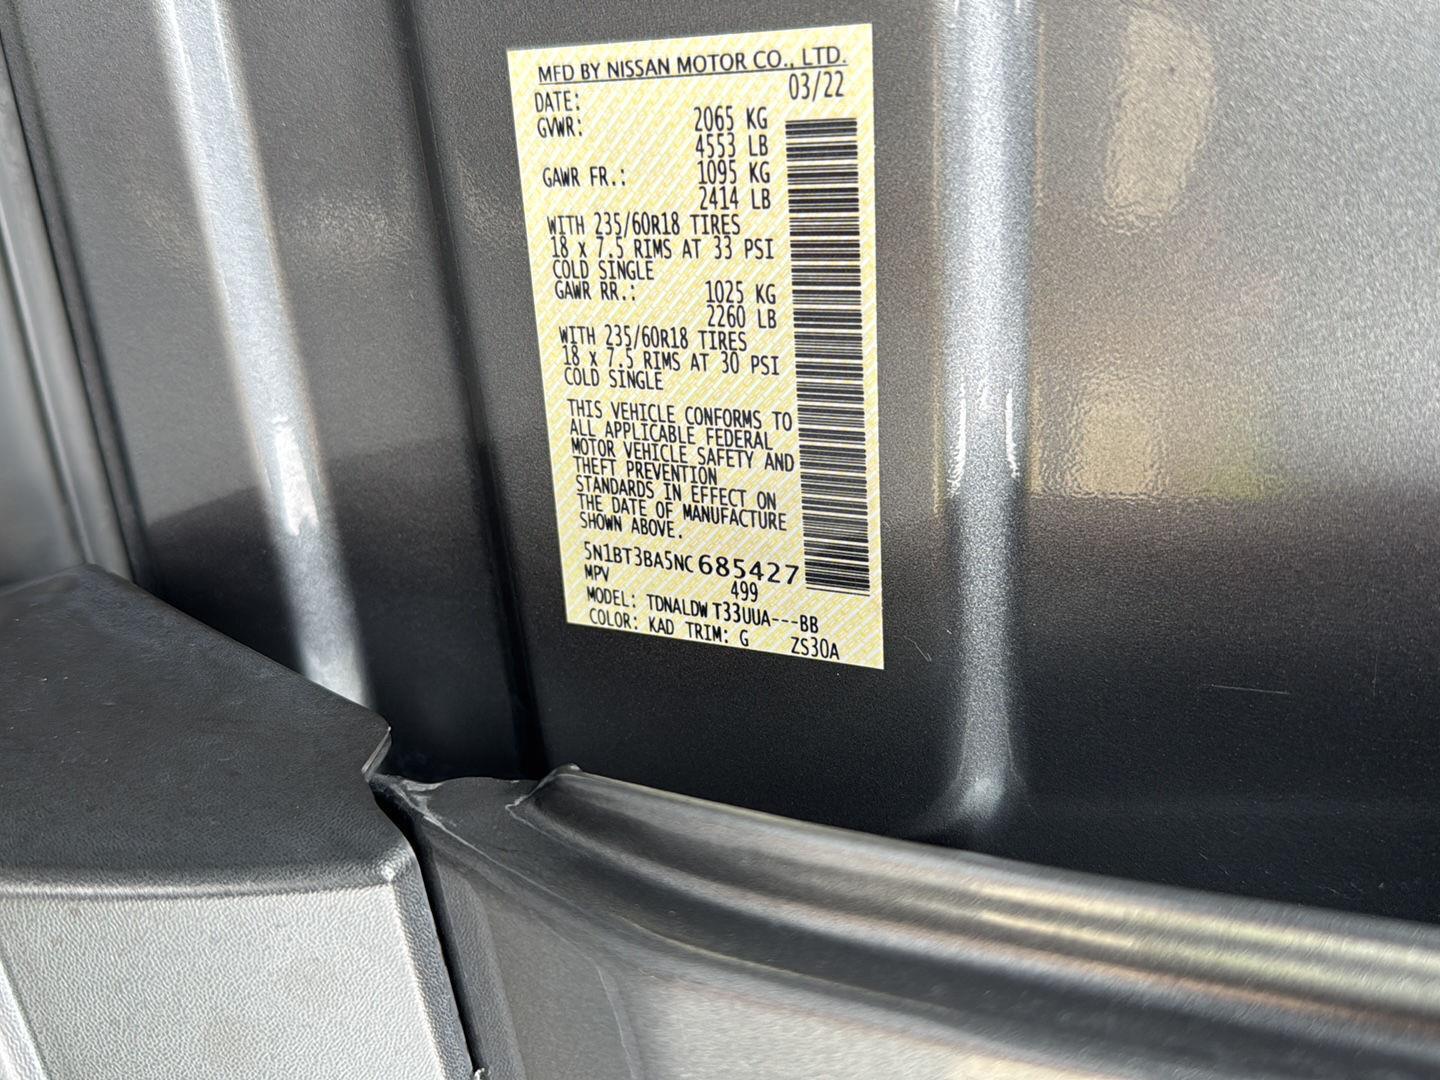 MFD BY NISSAN MOTOR CO., LTD.
DATE: 03/22
GVWR: 2065 KG
4553 LB
GAWR FR.: 1095 KG
2414 LB
WITH 235/60R18 TIRES
18 x 7.5 RIMS AT 33 PSI
COLD SINGLE
GAWR RR.: 1025 KG
2260 LB
WITH 235/60R18 TIRES
18 x 7.5 RIMS AT 30 PSI
COLD SINGLE
THIS VEHICLE CONFORMS TO
ALL APPLICABLE FEDERAL
MOTOR VEHICLE SAFETY AND
THEFT PREVENTION
STANDARDS IN EFFECT ON
THE DATE OF MANUFACTURE
SHOWN ABOVE.
5N1BT3BA5NC685427
MPV 499
MODEL: TDNALDWT33UUA---BB
COLOR: KAD TRIM: G ZS30A